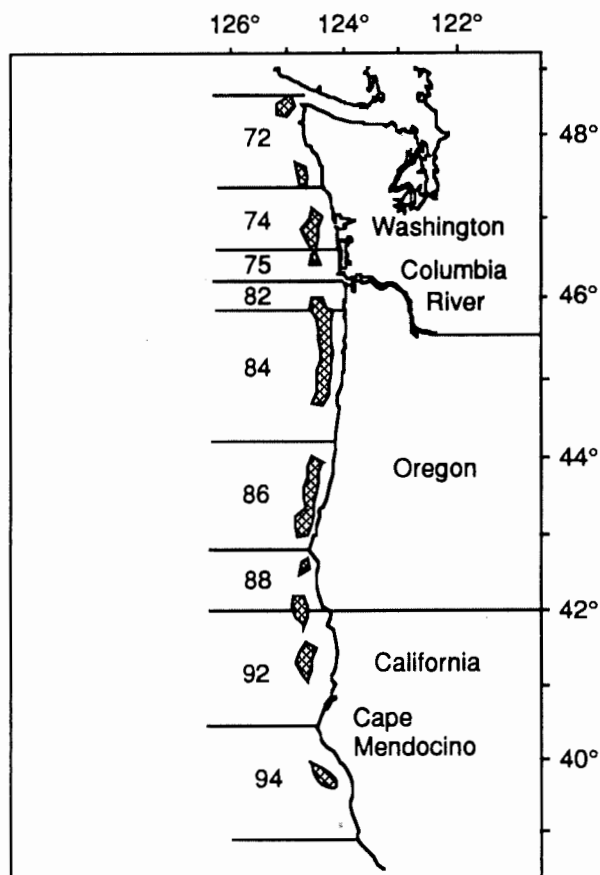 126° 124° 122°
48°
72
74
Washington
75
Columbia
River
82
46°
84
44°
Oregon
86
88
42°
California
92
Cape
Mendocino
40°
94